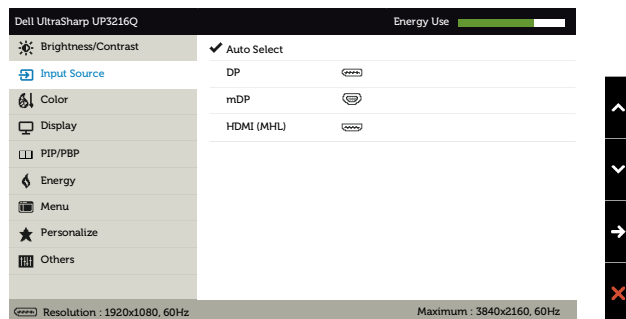 Dell UltraSharp UP3216Q Energy Use
Brightness/Contrast
Auto Select
Input Source
DP
Color
mDP
Display
HDMI (MHL)
PIP/PBP
Energy
Menu
Personalize
Others
Resolution : 1920x1080, 60Hz Maximum : 3840x2160, 60Hz